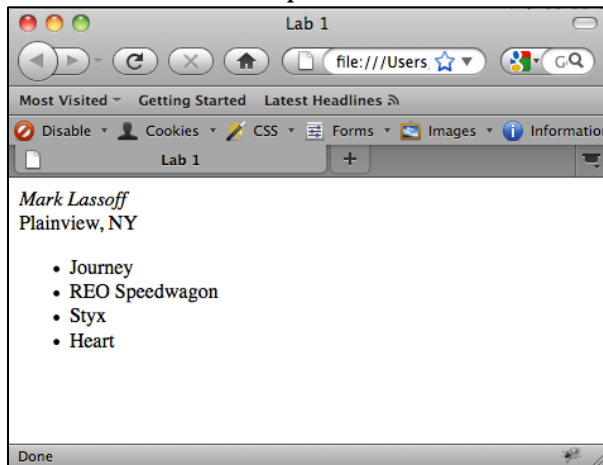 Lab 1
file:///Users
G
Most Visited Getting Started Latest Headlines
Disable Cookies CSS Forms Images Information
Lab 1 +
Mark Lassoff
Plainview, NY
• Journey
• REO Speedwagon
• Styx
• Heart
Done